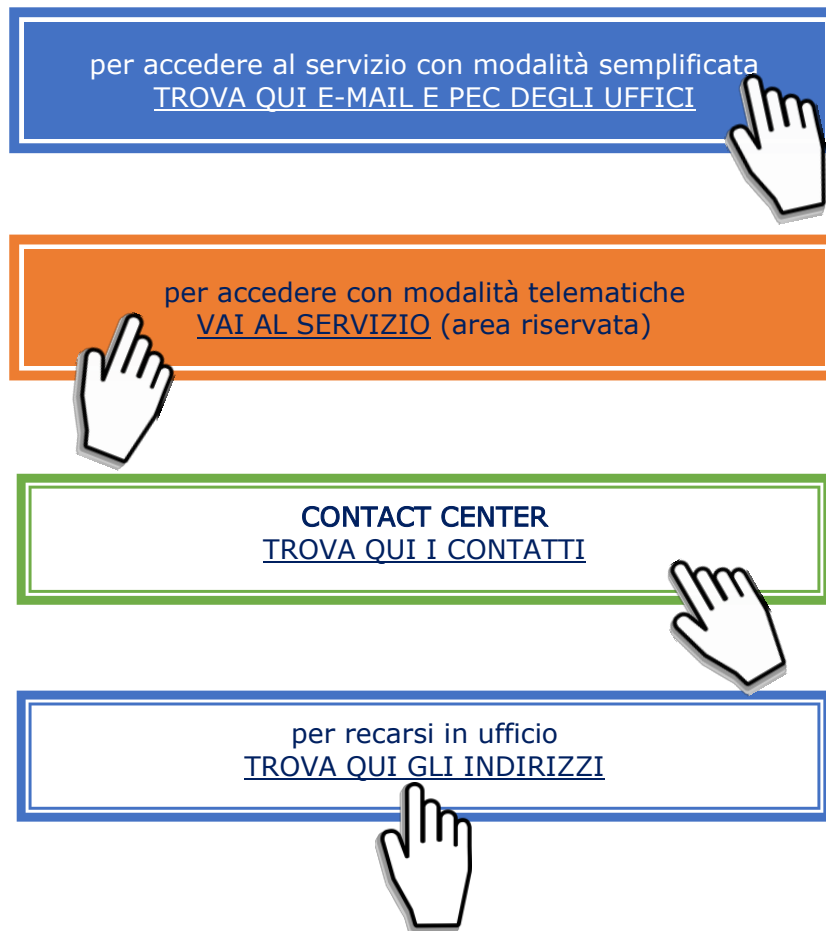 per accedere al servizio con modalità semplificata
TROVA QUI E-MAIL E PEC DEGLI UFFICI
per accedere con modalità telematiche
VAI AL SERVIZIO (area riservata)
CONTACT CENTER
TROVA QUI I CONTATTI
per recarsi in ufficio
TROVA QUI GLI INDIRIZZI